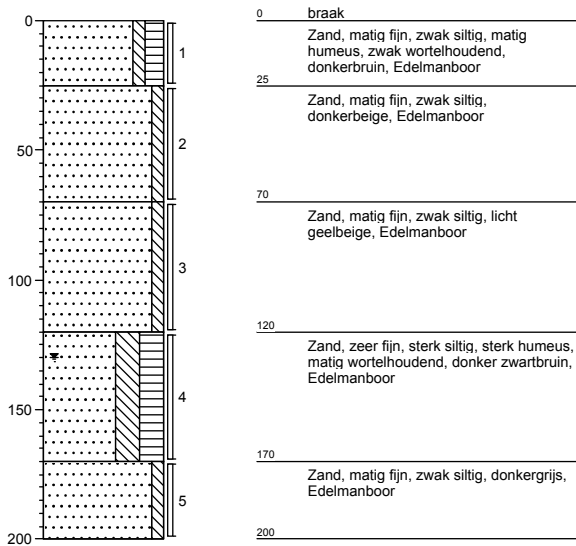 0
50
100
150
200
1
2
3
4
5
0
braak
Zand, matig fijn, zwak siltig, matig
humeus, zwak wortelhoudend,
donkerbruin, Edelmanboor
25
Zand, matig fijn, zwak siltig,
donkerbeige, Edelmanboor
70
Zand, matig fijn, zwak siltig, licht
geelbeige, Edelmanboor
120
Zand, zeer fijn, sterk siltig, sterk humeus,
matig wortelhoudend, donker zwartbruin,
Edelmanboor
170
Zand, matig fijn, zwak siltig, donkergrijs,
Edelmanboor
200